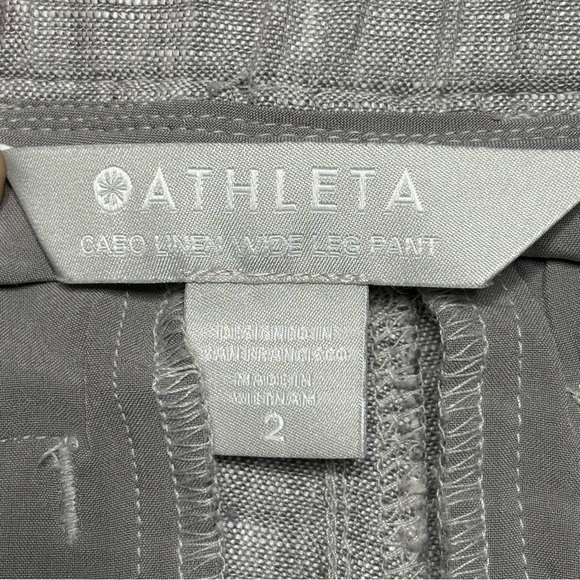 ATHLETA
CABO LINEN WIDE LEG PANT
DESIGNED IN
SAN FRANCISCO
MADE IN
VIETNAM
2